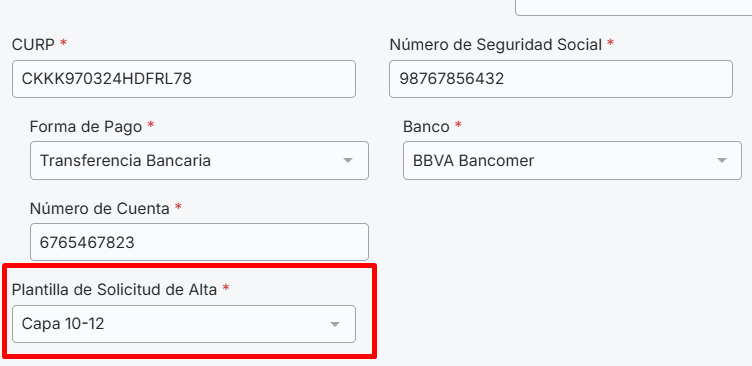 CURP * Número de Seguridad Social *
CKKK970324HDFRL78 98767856432
Forma de Pago * Banco *
Transferencia Bancaria BBVA Bancomer
Número de Cuenta *
6765467823
Plantilla de Solicitud de Alta *
Capa 10-12